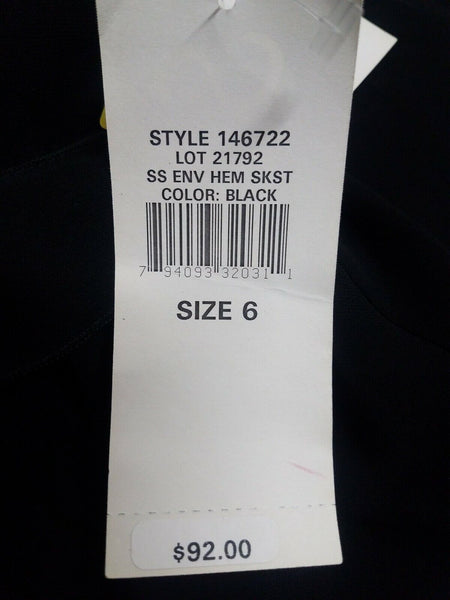 STYLE 146722
LOT 21792
SS ENV HEM SKST
COLOR: BLACK
7 94093 32031 1
SIZE 6
$92.00